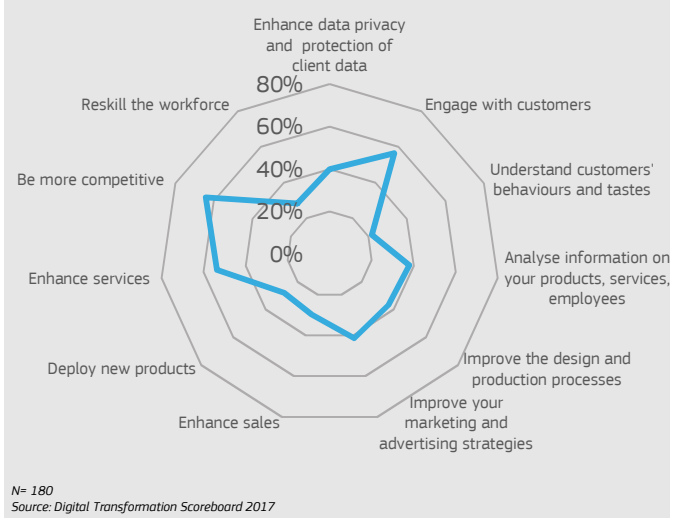 Enhance data privacy
and protection of
client data
80%
Reskill the workforce
Engage with customers
60%
40%
Be more competitive
Understand customers'
behaviours and tastes
20%
0%
Enhance services
Analyse information on
your products, services,
employees
Deploy new products
Improve the design and
production processes
Enhance sales
Improve your
marketing and
advertising strategies
N= 180
Source: Digital Transformation Scoreboard 2017